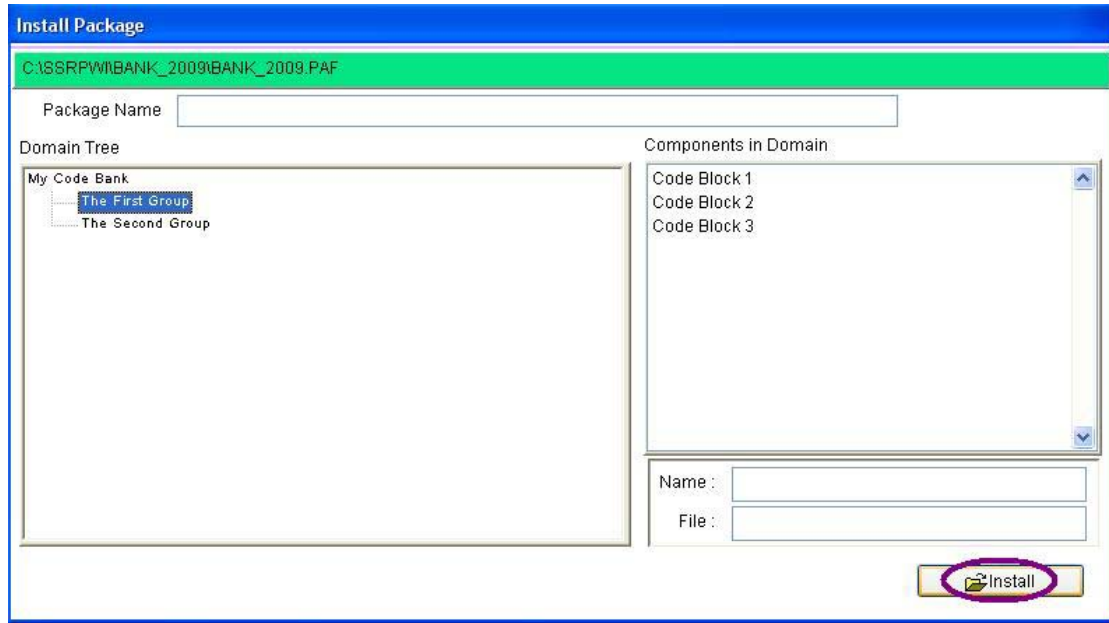 Install Package
C:\SSRPWI\BANK_2009\BANK_2009.PAF
Package Name
Domain Tree
My Code Bank
The First Group
The Second Group
Components in Domain
Code Block 1
Code Block 2
Code Block 3
Name :
File :
Install